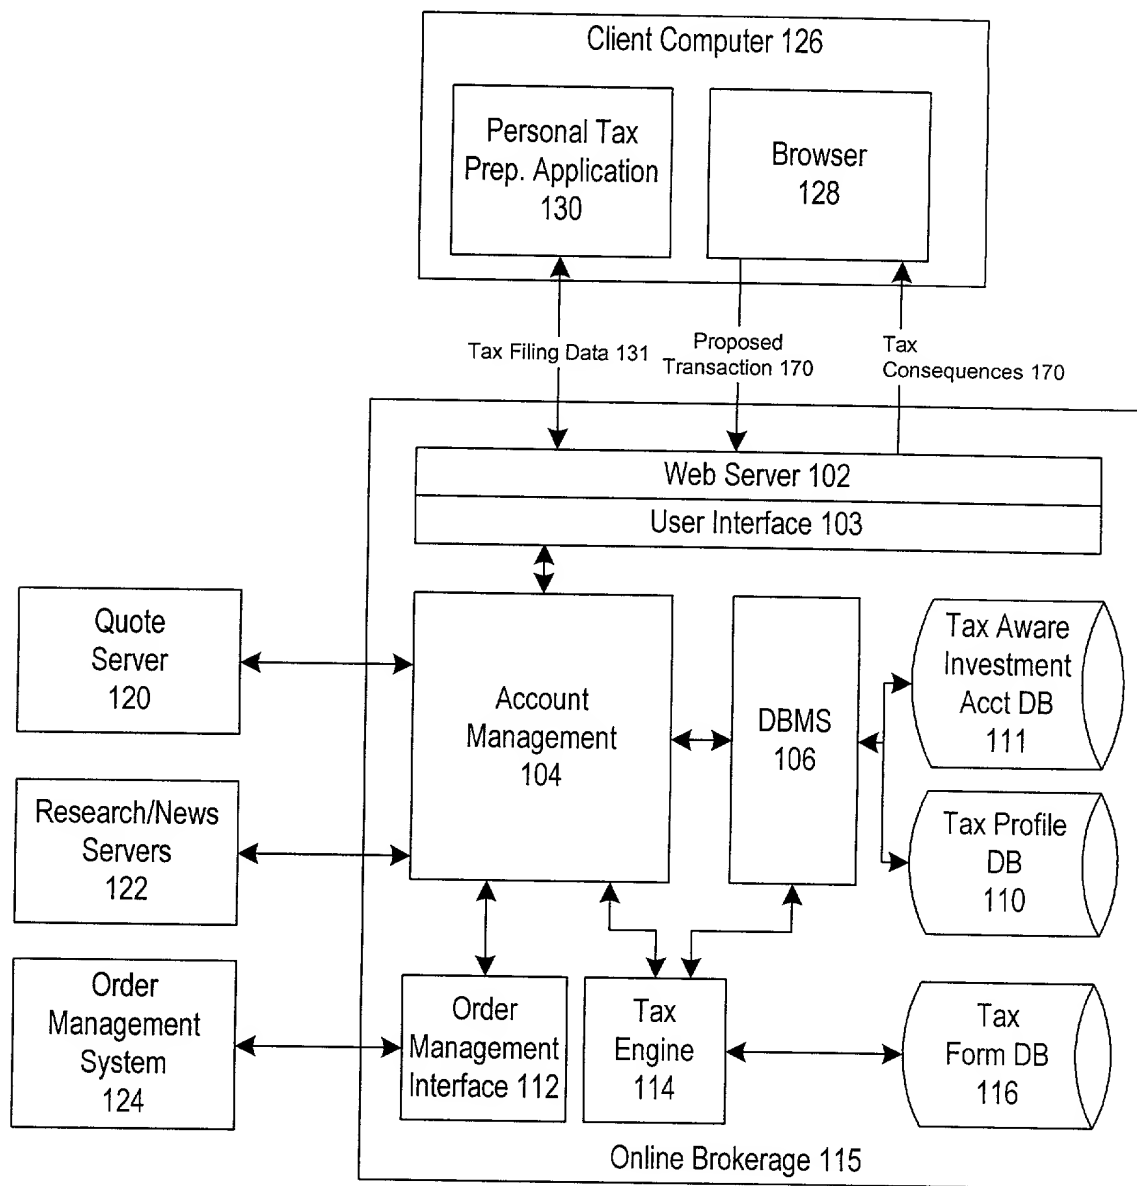 Client Computer 126
Personal Tax
Prep. Application
130
Browser
128
Tax Filing Data 131
Proposed
Transaction 170
Tax
Consequences 170
Web Server 102
User Interface 103
Quote
Server
120
Account
Management
104
DBMS
106
Tax Aware
Investment
Acct DB
111
Research/News
Servers
122
Tax Profile
DB
110
Order
Management
System
124
Order
Management
Interface 112
Tax
Engine
114
Tax
Form DB
116
Online Brokerage 115